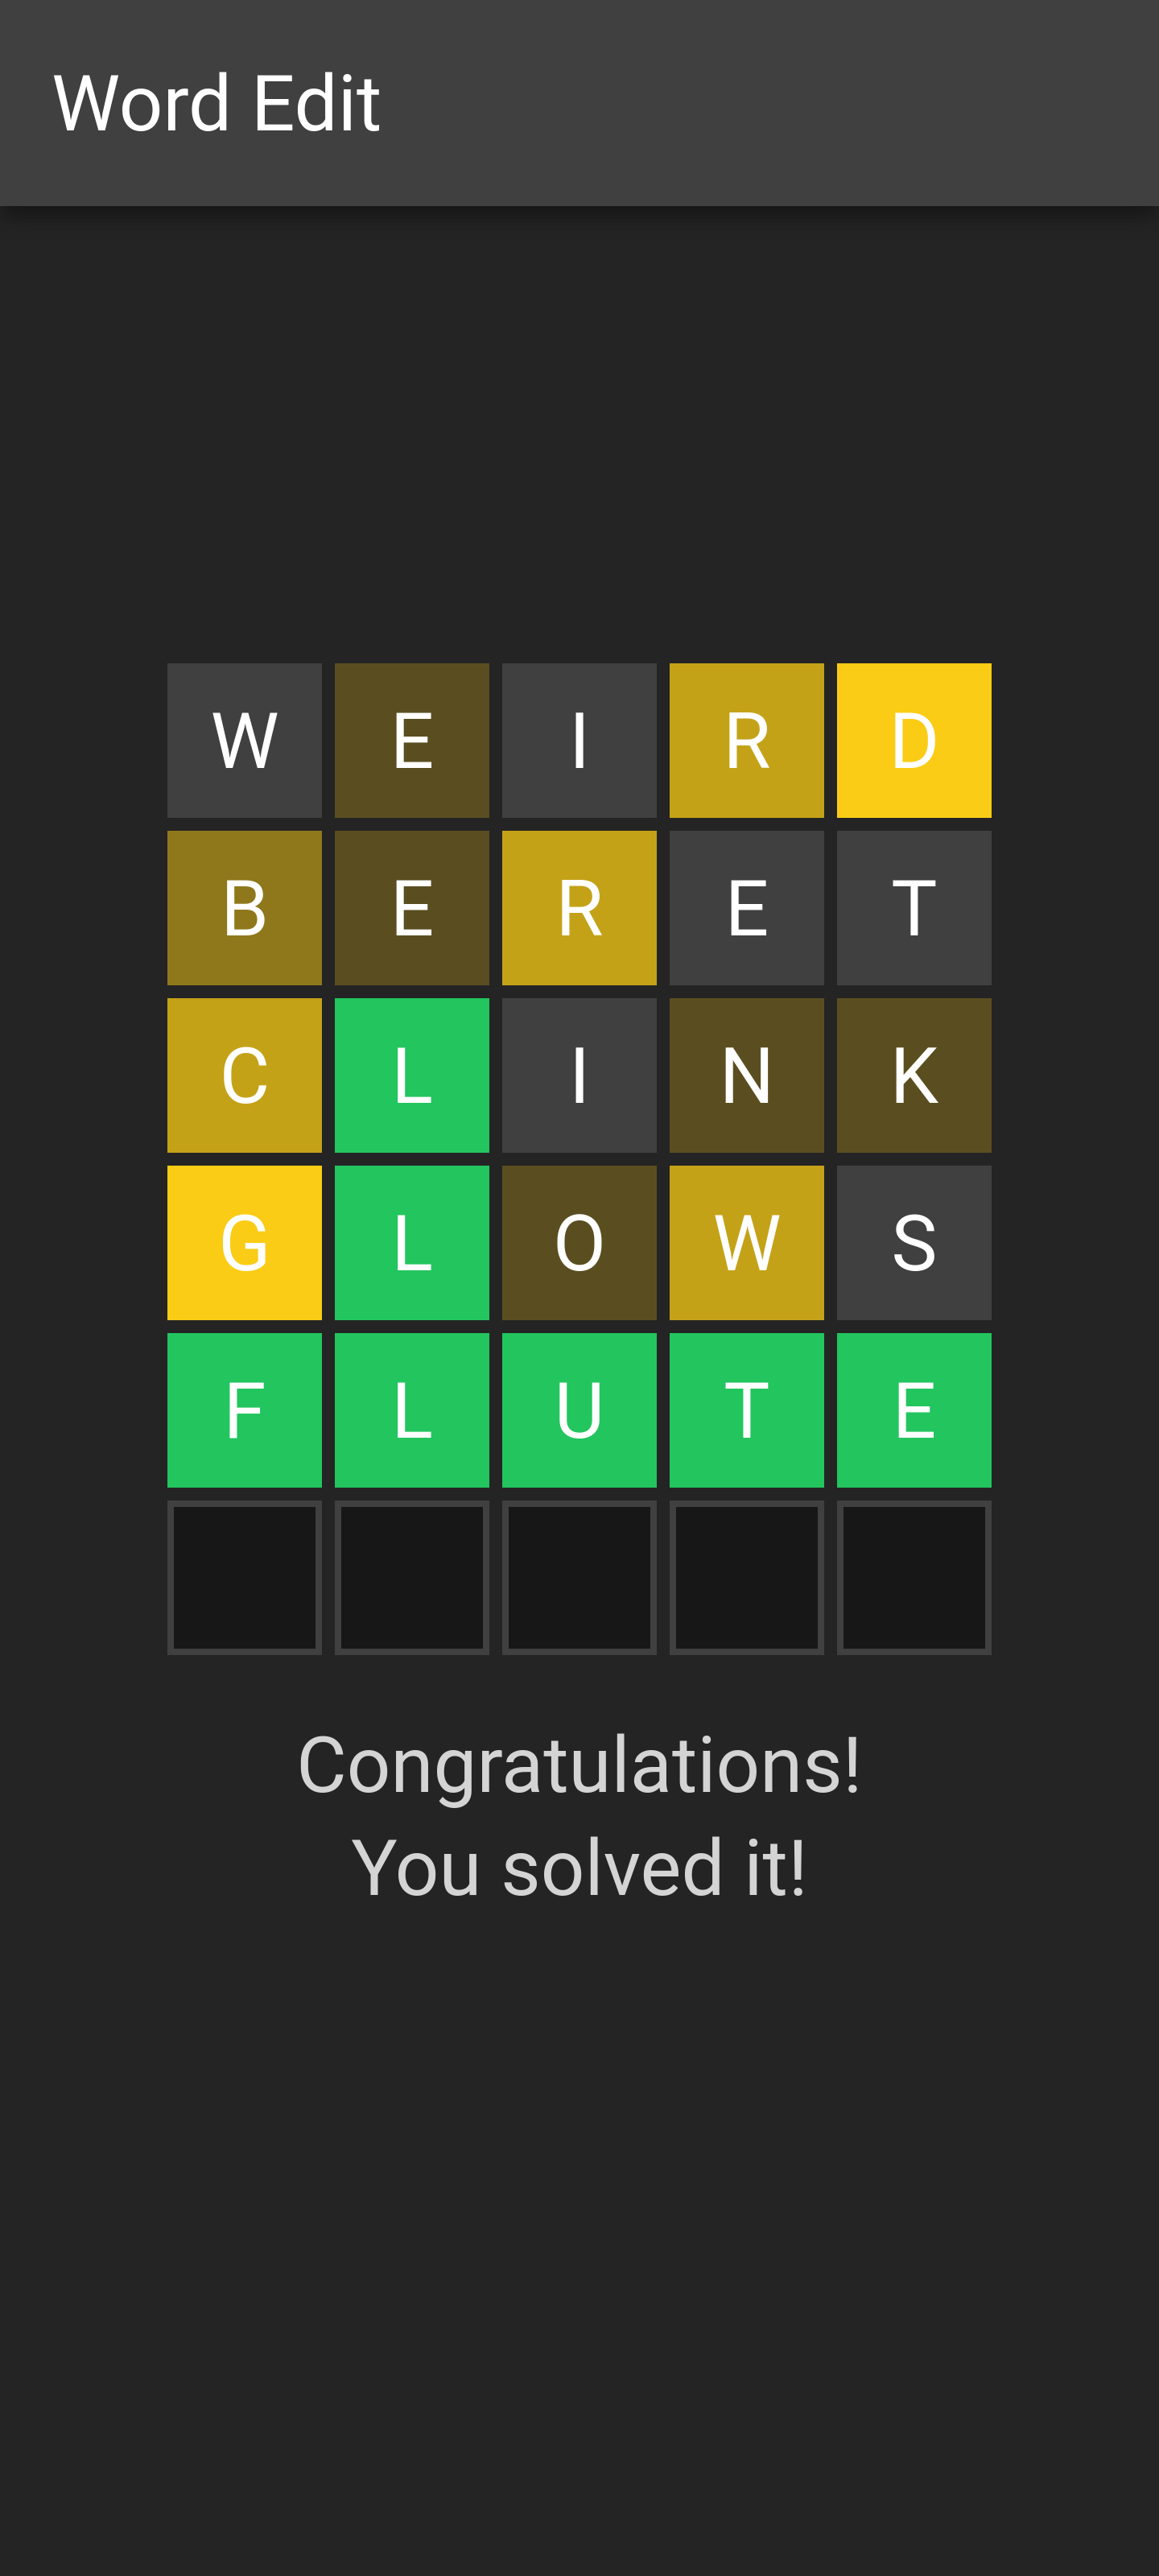 Word Edit
W E I R D
B E R E T
C L I N K
G L O W S
F L U T E
Congratulations!
You solved it!